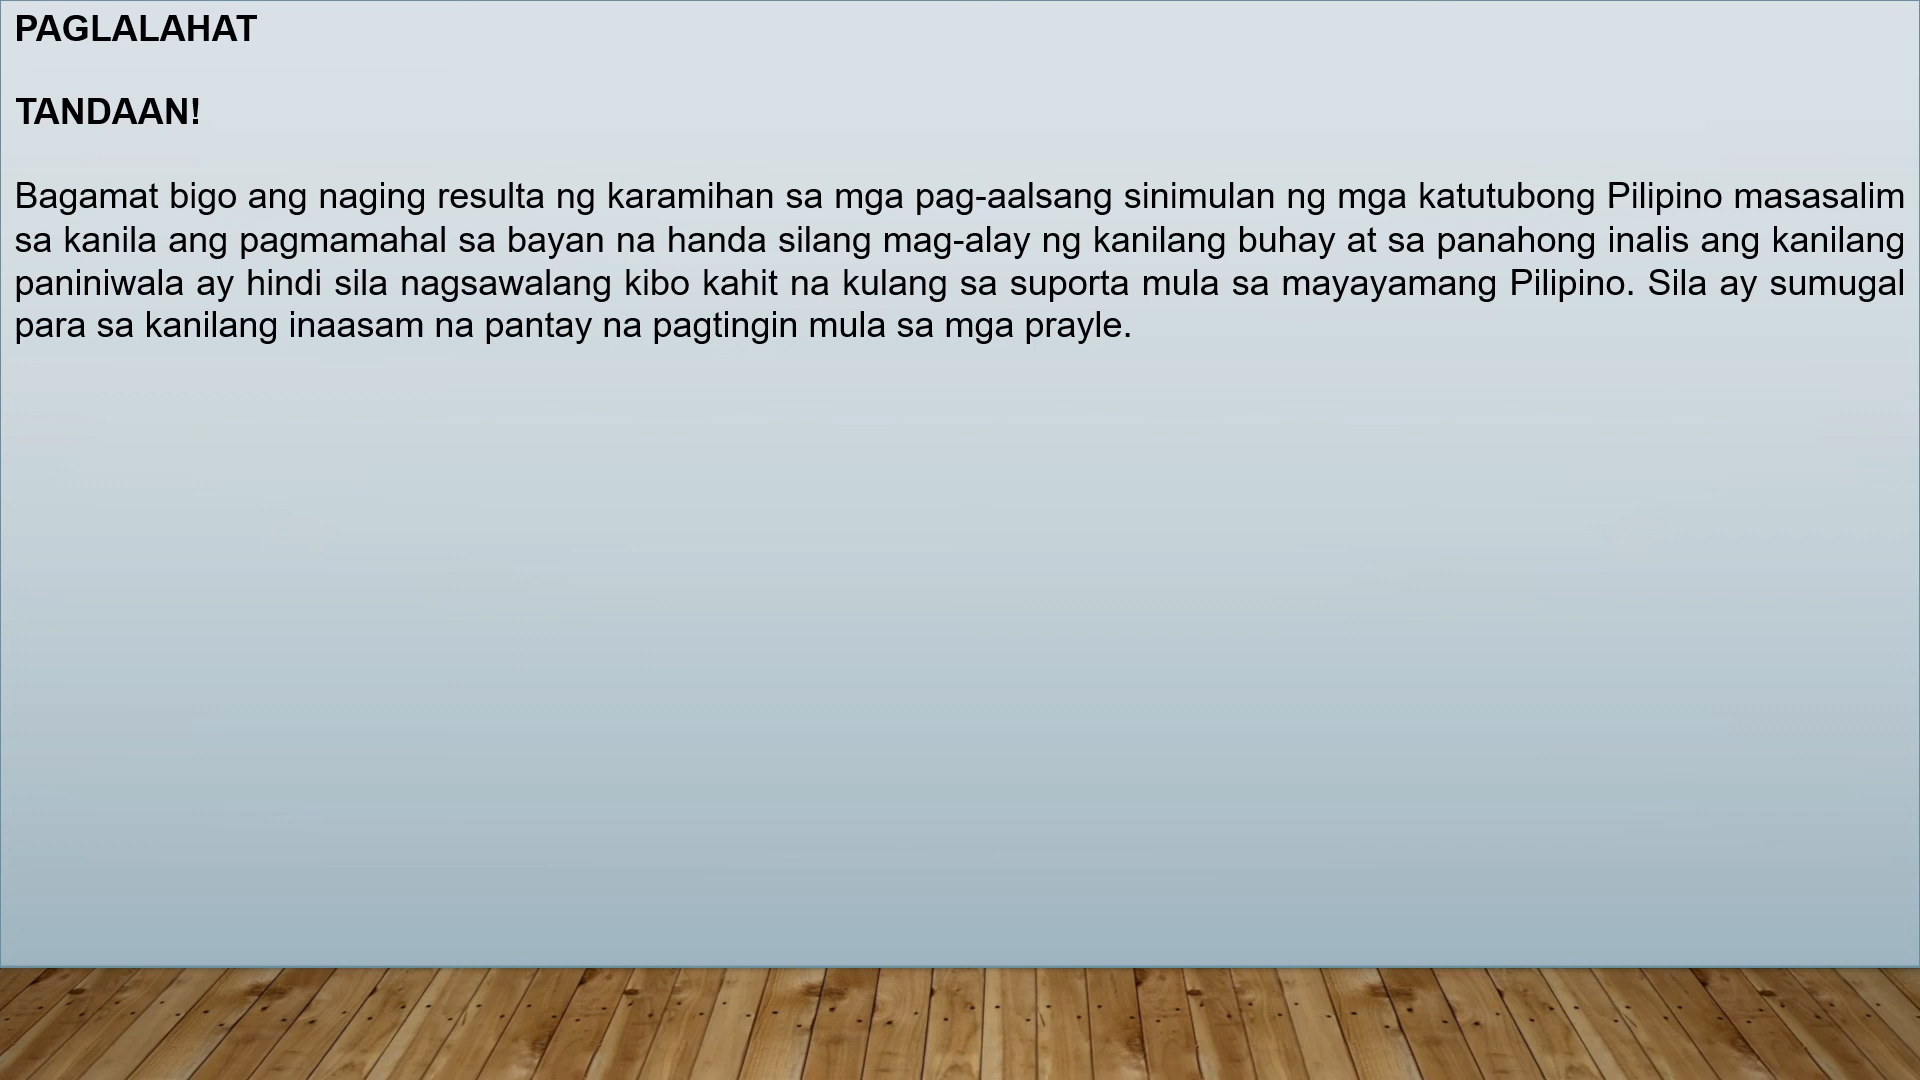 PAGLALAHAT
TANDAAN!
Bagamat bigo ang naging resulta ng karamihan sa mga pag-aalsang sinimulan ng mga katutubong Pilipino masasalim
sa kanila ang pagmamahal sa bayan na handa silang mag-alay ng kanilang buhay at sa panahong inalis ang kanilang
paniniwala ay hindi sila nagsawalang kibo kahit na kulang sa suporta mula sa mayayamang Pilipino. Sila ay sumugal
para sa kanilang inaasam na pantay na pagtingin mula sa mga prayle.